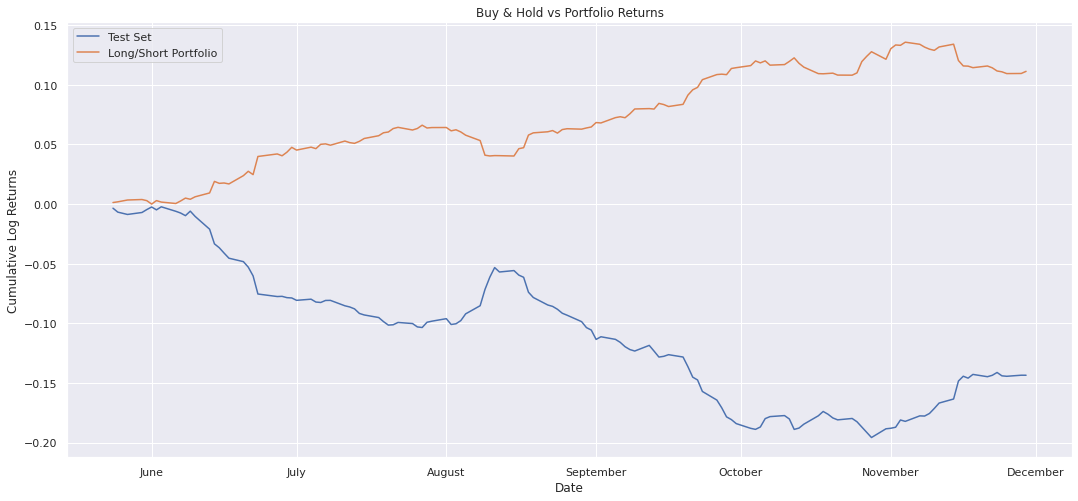 Buy & Hold vs Portfolio Returns
Test Set
Long/Short Portfolio
Cumulative Log Returns
0.15
0.10
0.05
0.00
−0.05
−0.10
−0.15
−0.20
June July August September October November December
Date